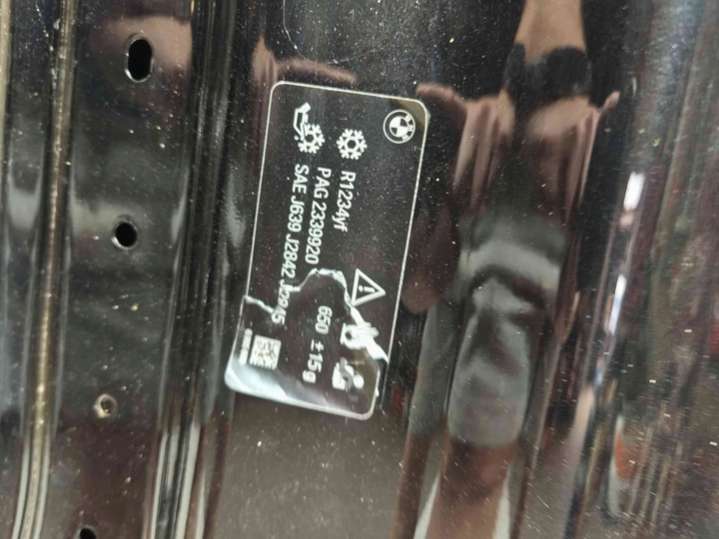 R1234yf
650 ± 15 g
PAG 2339920
SAE J639 J2842 J2845